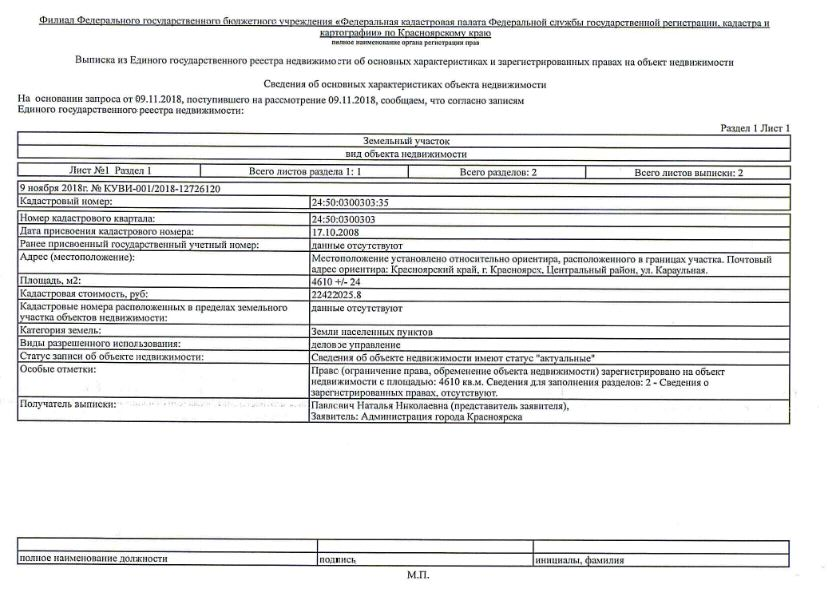 Филиал Федерального государственного бюджетного учреждения «Федеральная кадастровая палата Федеральной службы государственной регистрации, кадастра и
картографии» по Красноярскому краю
полное наименование органа регистрации прав
Выписка из Единого государственного реестра недвижимости об основных характеристиках и зарегистрированных правах на объект недвижимости
Сведения об основных характеристиках объекта недвижимости
На основании запроса от 09.11.2018, поступившего на рассмотрение 09.11.2018, сообщаем, что согласно записям
Единого государственного реестра недвижимости:
Раздел 1 Лист 1
Земельный участок
вид объекта недвижимости
Лист №1 Раздел 1 Всего листов раздела 1: 1 Всего разделов: 2 Всего листов выписки: 2
9 ноября 2018г. № КУВИ-001/2018-12726120
Кадастровый номер: 24:50:0300303:35
Номер кадастрового квартала: 24:50:0300303
Дата присвоения кадастрового номера: 17.10.2008
Ранее присвоенный государственный учетный номер: данные отсутствуют
Адрес (местоположение): Местоположение установлено относительно ориентира, расположенного в границах участка. Почтовый
адрес ориентира: Красноярский край, г. Красноярск, Центральный район, ул. Караульная.
Площадь, м2: 4610 +/- 24
Кадастровая стоимость, руб: 22422025.8
Кадастровые номера расположенных в пределах земельного данные отсутствуют
участка объектов недвижимости:
Категория земель: Земли населенных пунктов
Виды разрешенного использования: деловое управление
Статус записи об объекте недвижимости: Сведения об объекте недвижимости имеют статус "актуальные"
Особые отметки: Право (ограничение права, обременение объекта недвижимости) зарегистрировано на объект
недвижимости с площадью: 4610 кв.м. Сведения для заполнения разделов: 2 - Сведения о
зарегистрированных правах, отсутствуют.
Получатель выписки: Павлович Наталья Николаевна (представитель заявителя),
Заявитель: Администрация города Красноярска
полное наименование должности подпись инициалы, фамилия
М.П.